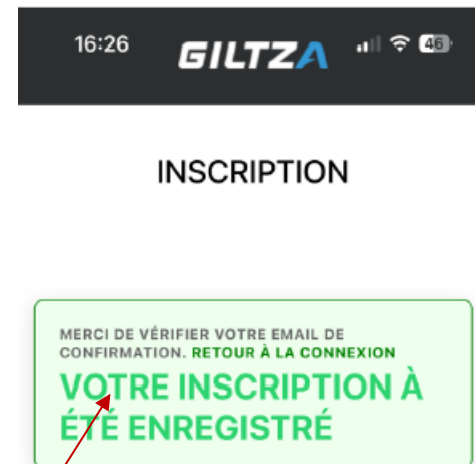 16:26
GILTZA
46
INSCRIPTION
MERCI DE VÉRIFIER VOTRE EMAIL DE
CONFIRMATION. RETOUR À LA CONNEXION
VOTRE INSCRIPTION À
ÉTÉ ENREGISTRÉ